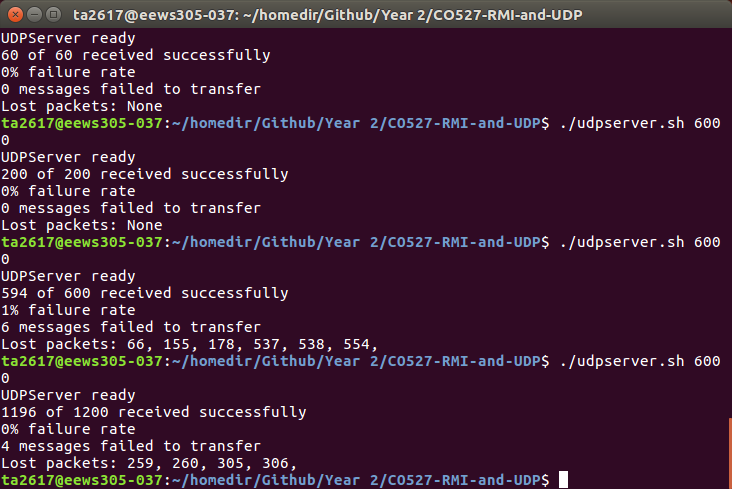 ta2617@eews305-037: ~/homedir/Github/Year 2/CO527-RMI-and-UDP
UDPServer ready
60 of 60 received successfully
0% failure rate
0 messages failed to transfer
Lost packets: None
ta2617@eews305-037:~/homedir/Github/Year 2/CO527-RMI-and-UDP$ ./udpserver.sh 600
0
UDPServer ready
200 of 200 received successfully
0% failure rate
0 messages failed to transfer
Lost packets: None
ta2617@eews305-037:~/homedir/Github/Year 2/CO527-RMI-and-UDP$ ./udpserver.sh 600
0
UDPServer ready
594 of 600 received successfully
1% failure rate
6 messages failed to transfer
Lost packets: 66, 155, 178, 537, 538, 554,
ta2617@eews305-037:~/homedir/Github/Year 2/CO527-RMI-and-UDP$ ./udpserver.sh 600
0
UDPServer ready
1196 of 1200 received successfully
0% failure rate
4 messages failed to transfer
Lost packets: 259, 260, 305, 306,
ta2617@eews305-037:~/homedir/Github/Year 2/CO527-RMI-and-UDP$